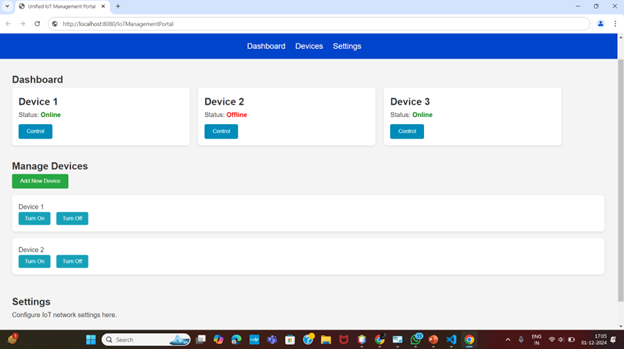 Unified IoT Management Portal
http://localhost:8080/IoTManagementPortal
Dashboard Devices Settings
Dashboard
Device 1 Device 2 Device 3
Status: Online Status: Offline Status: Online
Control Control Control
Manage Devices
Add New Device
Device 1
Turn On Turn Off
Device 2
Turn On Turn Off
Settings
Configure IoT network settings here.
Search
ENG
IN
17:05
01-12-2024